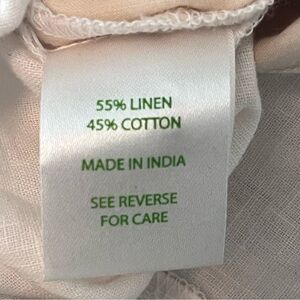 55% LINEN
45% COTTON
MADE IN INDIA
SEE REVERSE
FOR CARE